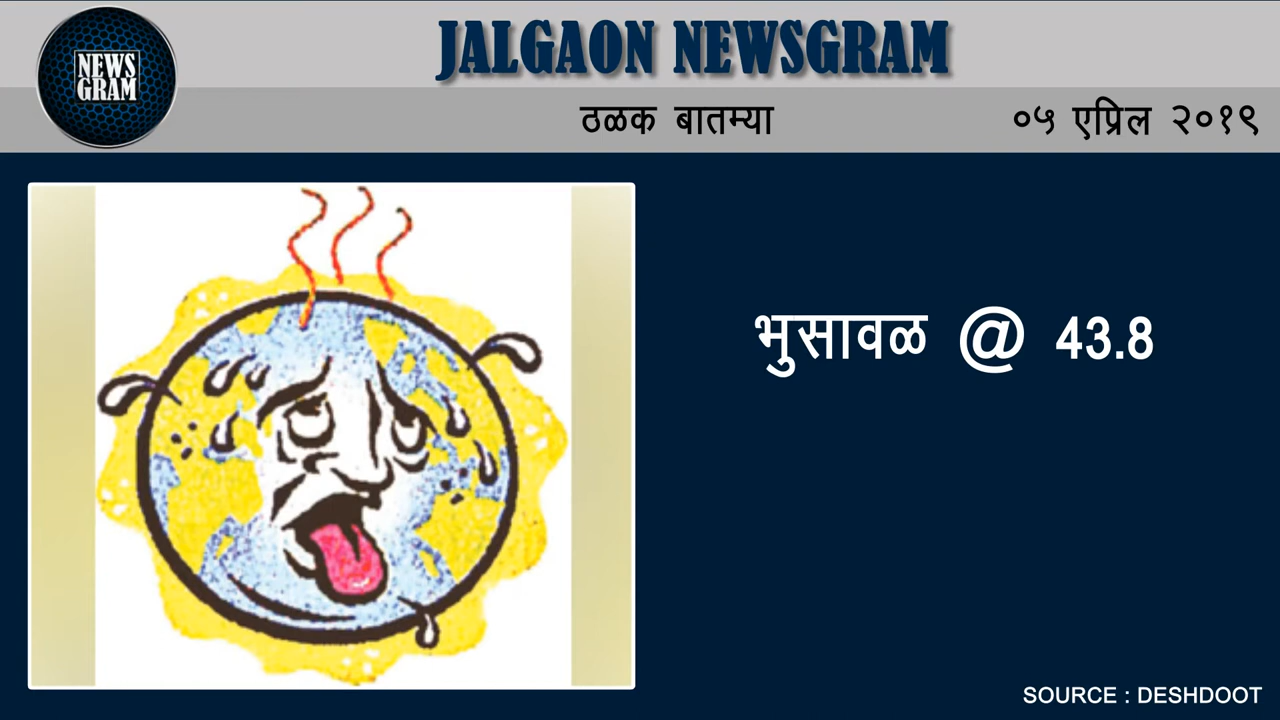 NEWS
GRAM
JALGAON NEWSGRAM
ठळक बातम्या
०५ एप्रिल २०१९
भुसावळ @ 43.8
SOURCE : DESHDOOT